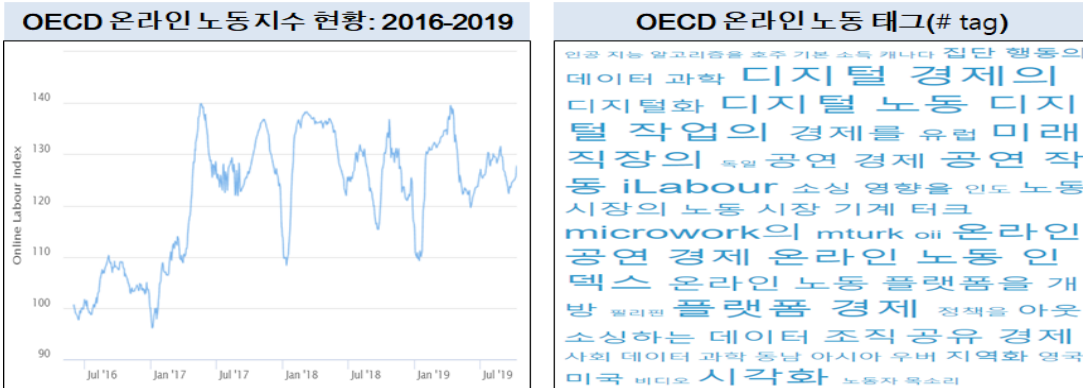 OECD 온라인 노동지수 현황: 2016-2019
140
130
120
110
100
90
Online Labour Index
Jul '16
Jan '17
Jul '17
Jan '18
Jul '18
Jan '19
Jul '19
OECD 온라인 노동 태그(# tag)
인공 지능 알고리즘을 호주 기본 소득 캐나다 집단 행동의
데이터 과학 디지털 경제의
디지털화 디지털 노동 디지
털 작업의 경제를 유럽 미래
직장의 독일 공연 경제 공연 작
동 iLabour 소싱 영향을 인도 노동
시장의 노동 시장 기계 터크
microwork의 mturk oii 온라인
공연 경제 온라인 노동 인
덱스 온라인 노동 플랫폼을 개
방 필리핀 플랫폼 경제 정책을 아웃
소싱하는 데이터 조직 공유 경제
사회 데이터 과학 동남 아시아 우버 지역화 영국
미국 비디오 시각화 노동자 목소리